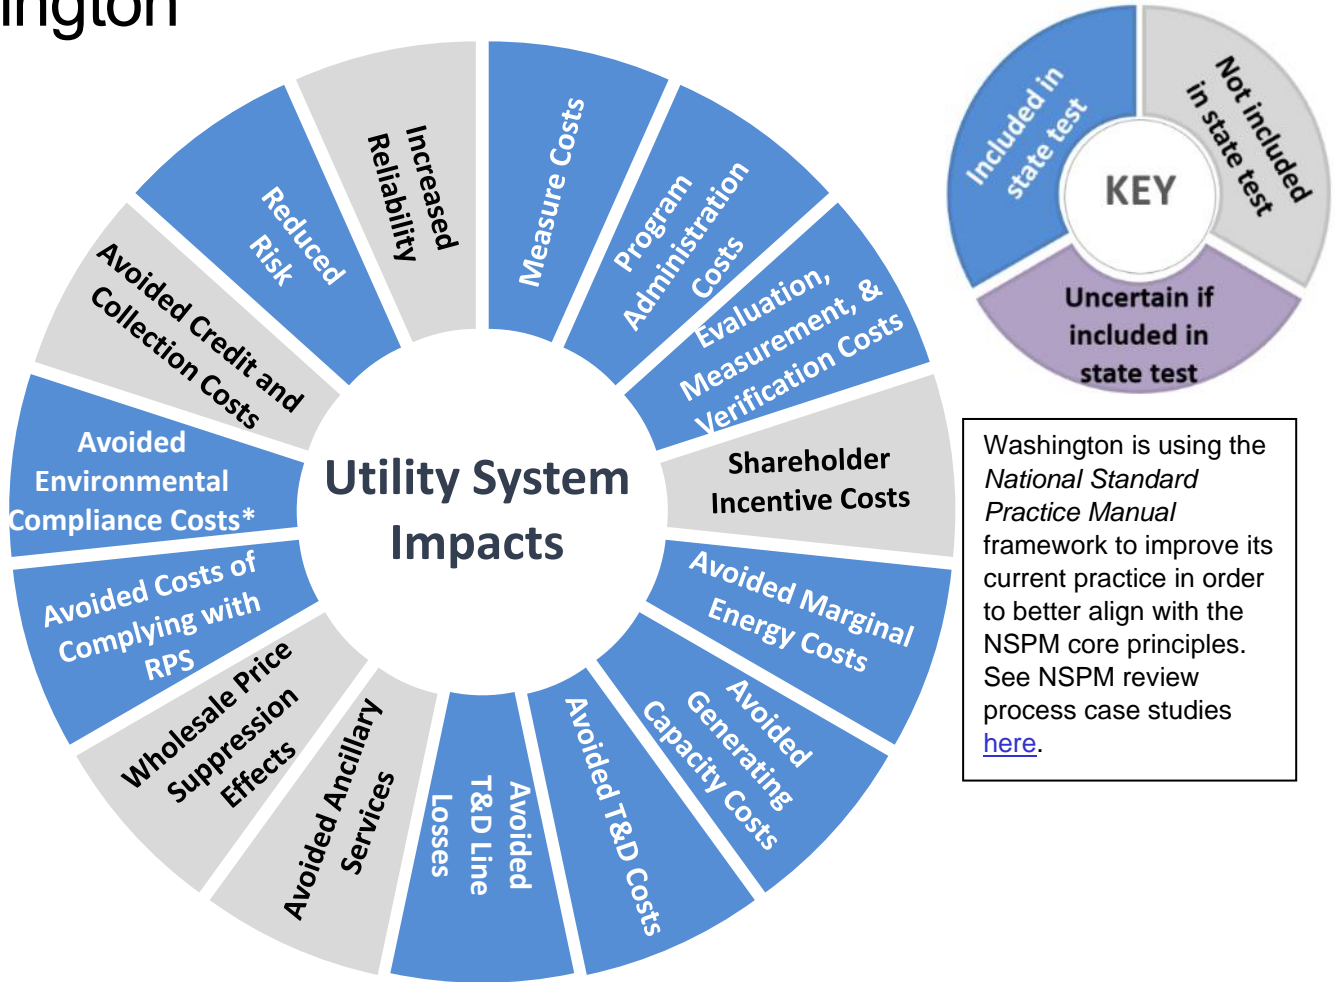 ington
Measure Costs
Program
Administration
Costs
Evaluation,
Measurement, &
Verification Costs
Shareholder
Incentive Costs
Avoided Marginal
Energy Costs
Avoided
Generating
Capacity Costs
Avoided T&D Costs
Avoided
T&D Line
Losses
Avoided Ancillary
Services
Wholesale Price
Suppression
Effects
Avoided Costs of
Complying with
RPS
Avoided
Environmental
Compliance Costs*
Avoided Credit and
Collection Costs
Reduced
Risk
Increased
Reliability
Utility System
Impacts
Included in
state test
Not included
in state test
KEY
Uncertain if
included in
state test
Washington is using the
National Standard
Practice Manual
framework to improve its
current practice in order
to better align with the
NSPM core principles.
See NSPM review
process case studies
here.